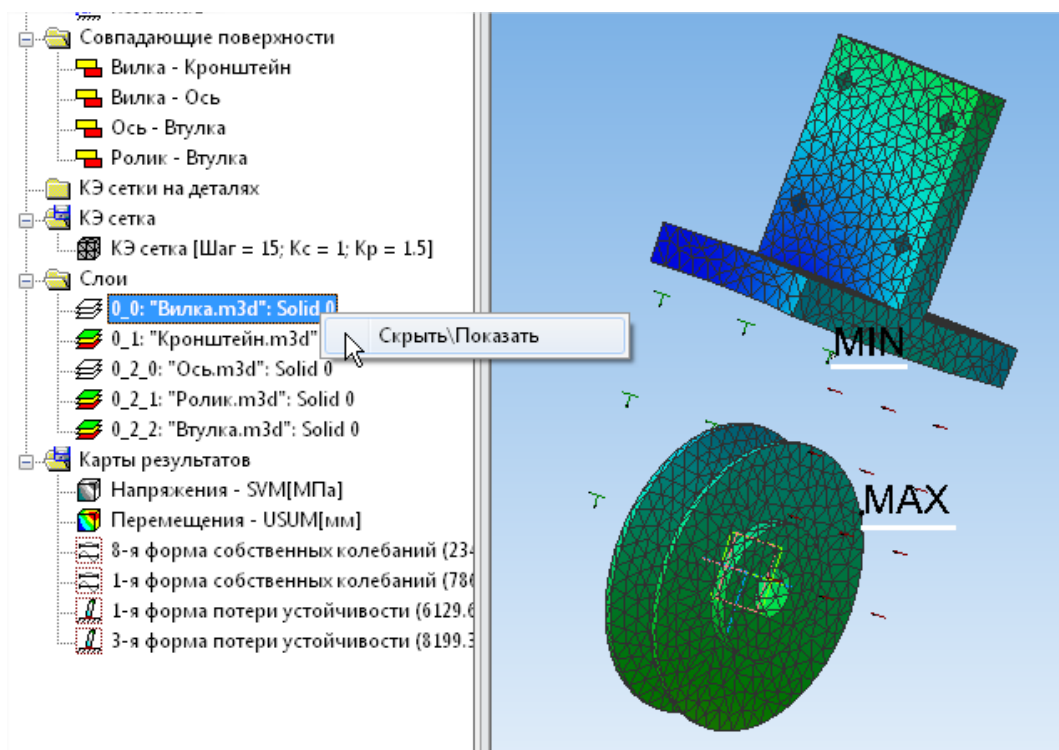 Совпадающие поверхности
Вилка - Кронштейн
Вилка - Ось
Ось - Втулка
Ролик - Втулка
КЭ сетки на деталях
КЭ сетка
КЭ сетка [Шаг = 15; Кс = 1; Кр = 1.5]
Слои
0_0: "Вилка.m3d": Solid 0
0_1: "Кронштейн.m3d"
Скрыть\Показать
0_2_0: "Ось.m3d": Solid 0
0_2_1: "Ролик.m3d": Solid 0
0_2_2: "Втулка.m3d": Solid 0
Карты результатов
Напряжения - SVM[МПа]
Перемещения - USUM[мм]
8-я форма собственных колебаний (234
1-я форма собственных колебаний (786
1-я форма потери устойчивости (6129.6
3-я форма потери устойчивости (8199.3
MIN
MAX